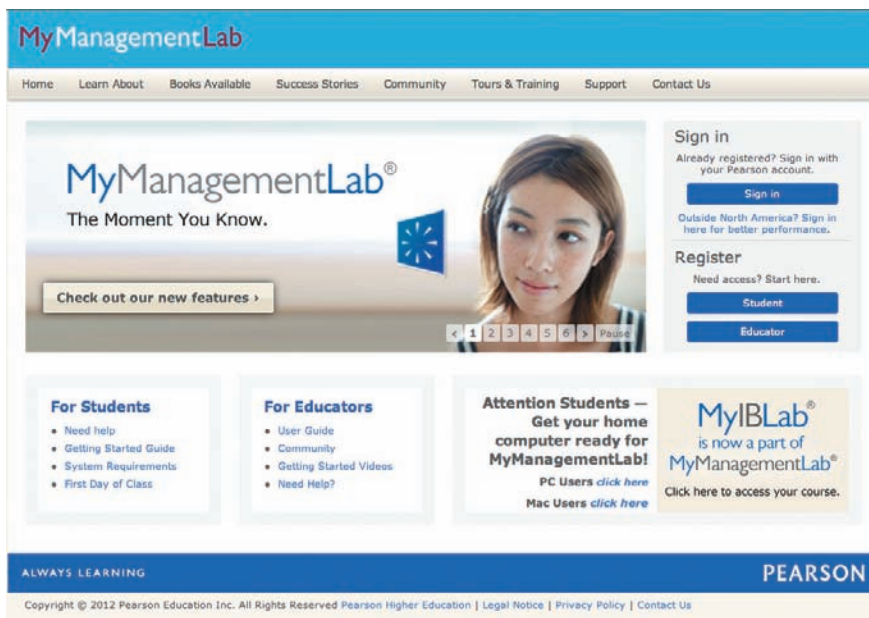 MyManagementLab
Home Learn About Books Available Success Stories Community Tours & Training Support Contact Us
MyManagementLab®
The Moment You Know.
Check out our new features ›
< 1 2 3 4 5 6 > Pause
Sign in
Already registered? Sign in with
your Pearson account.
Sign in
Outside North America? Sign in
here for better performance.
Register
Need access? Start here.
Student
Educator
For Students
• Need help
• Getting Started Guide
• System Requirements
• First Day of Class
For Educators
• User Guide
• Community
• Getting Started Videos
• Need Help?
Attention Students —
Get your home
computer ready for
MyManagementLab!
PC Users click here
Mac Users click here
MyIBLab®
is now a part of
MyManagementLab®
Click here to access your course.
ALWAYS LEARNING
PEARSON
Copyright © 2012 Pearson Education Inc. All Rights Reserved Pearson Higher Education | Legal Notice | Privacy Policy | Contact Us